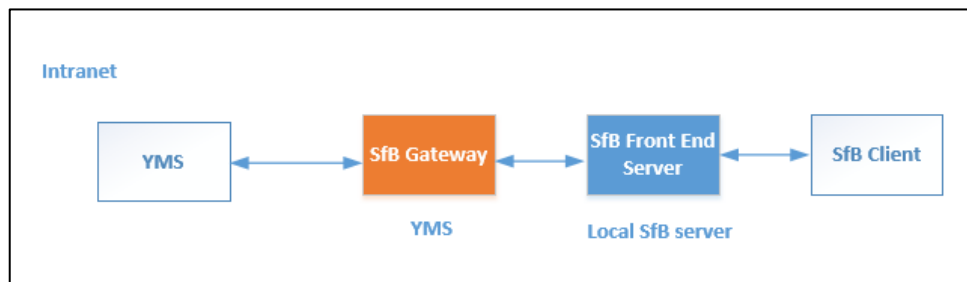 Intranet
YMS
SfB Gateway
SfB Front End
Server
SfB Client
YMS
Local SfB server